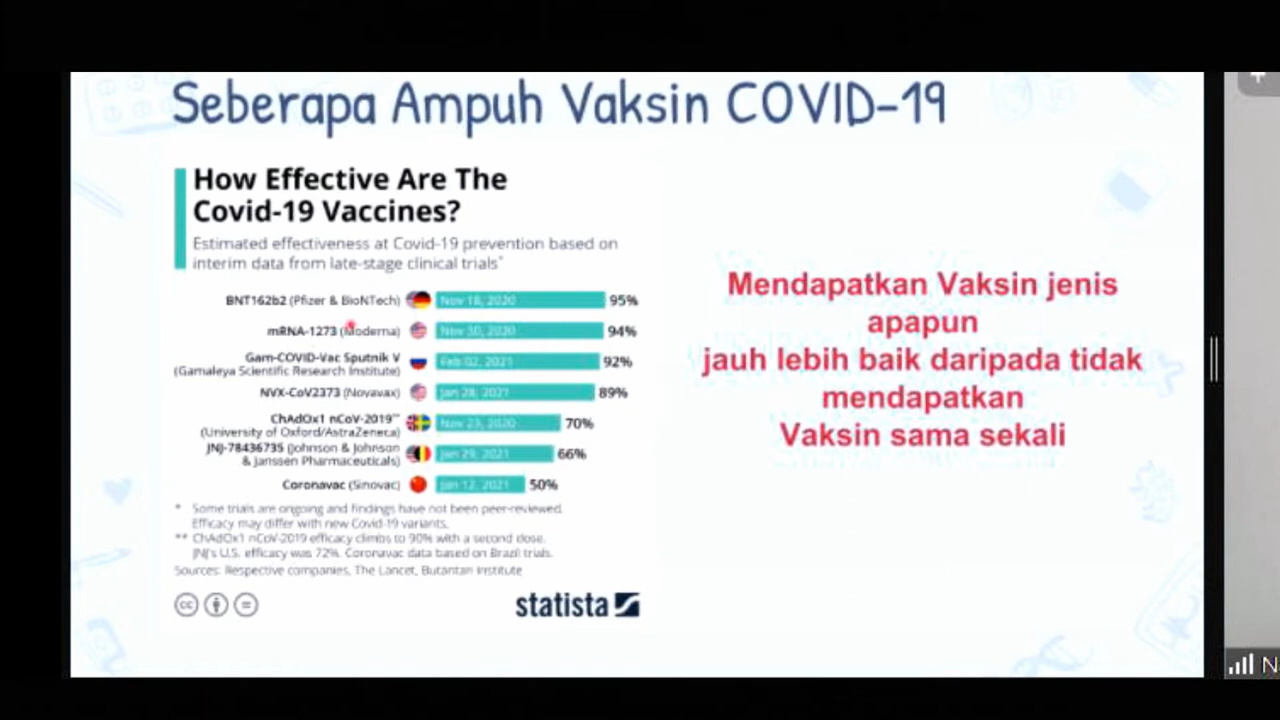 Seberapa Ampuh Vaksin COVID-19
How Effective Are The
Covid-19 Vaccines?
Estimated effectiveness at Covid-19 prevention based on
interim data from late-stage clinical trials*
BNT162b2 (Pfizer & BioNTech) Nov 18, 2020 95%
mRNA-1273 (Moderna) Nov 30, 2020 94%
Gam-COVID-Vac Sputnik V
(Gamaleya Scientific Research Institute) Feb 02, 2021 92%
NVX-CoV2373 (Novavax) Jan 28, 2021 89%
ChAdOx1 nCoV-2019**
(University of Oxford/AstraZeneca) Nov 23, 2020 70%
JNJ-78436735 (Johnson & Johnson
& Janssen Pharmaceuticals) Jan 29, 2021 66%
Coronavac (Sinovac) Jan 12, 2021 50%
* Some trials are ongoing and findings have not been peer-reviewed.
Efficacy may differ with new Covid-19 variants.
** ChAdOx1 nCoV-2019 efficacy climbs to 90% with a second dose.
JNJ's U.S. efficacy was 72%. Coronavac data based on Brazil trials.
Sources: Respective companies, The Lancet, Butantan Institute
cc
statista
Mendapatkan Vaksin jenis
apapun
jauh lebih baik daripada tidak
mendapatkan
Vaksin sama sekali